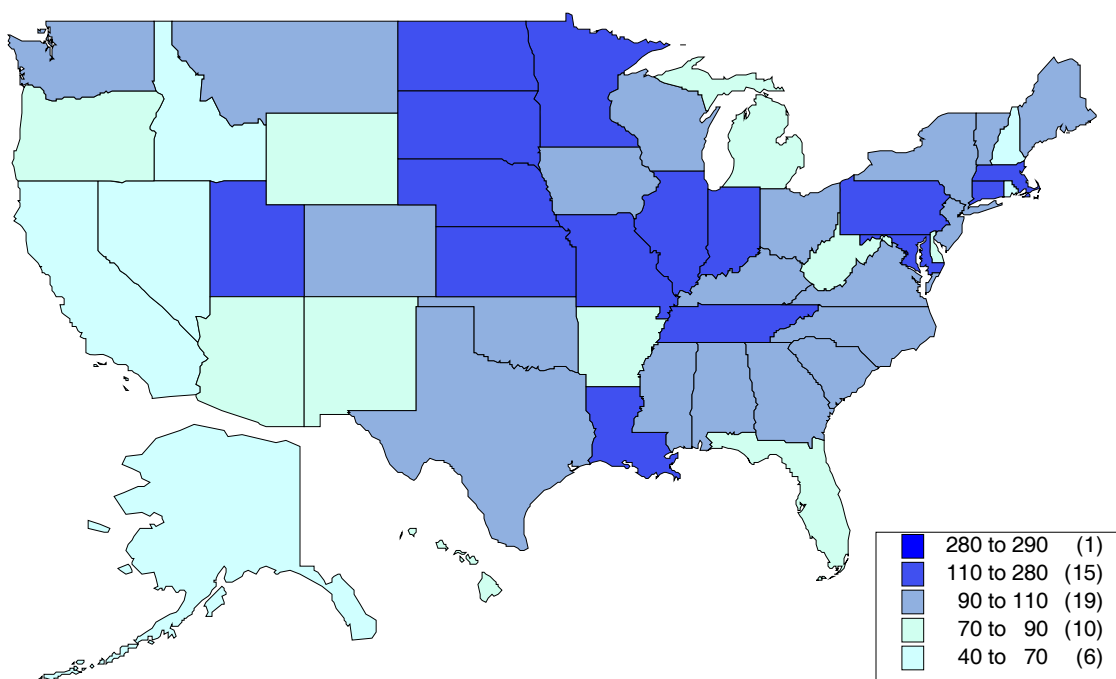 280 to 290 (1)
110 to 280 (15)
90 to 110 (19)
70 to 90 (10)
40 to 70 (6)